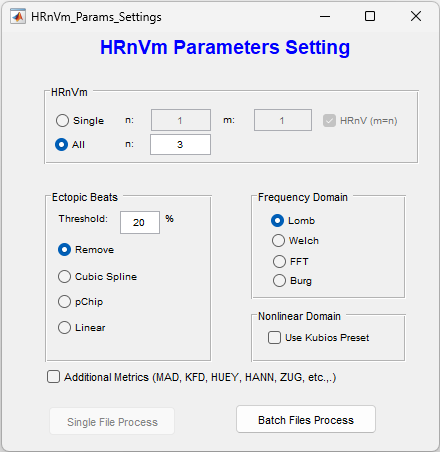 HRnVm_Params_Settings
HRnVm Parameters Setting
HRnVm
Single n: 1 m: 1 HRnV (m=n)
All n: 3
Ectopic Beats
Threshold: 20 %
Remove
Cubic Spline
pChip
Linear
Frequency Domain
Lomb
Welch
FFT
Burg
Nonlinear Domain
Use Kubios Preset
Additional Metrics (MAD, KFD, HUEY, HANN, ZUG, etc.,.)
Single File Process
Batch Files Process